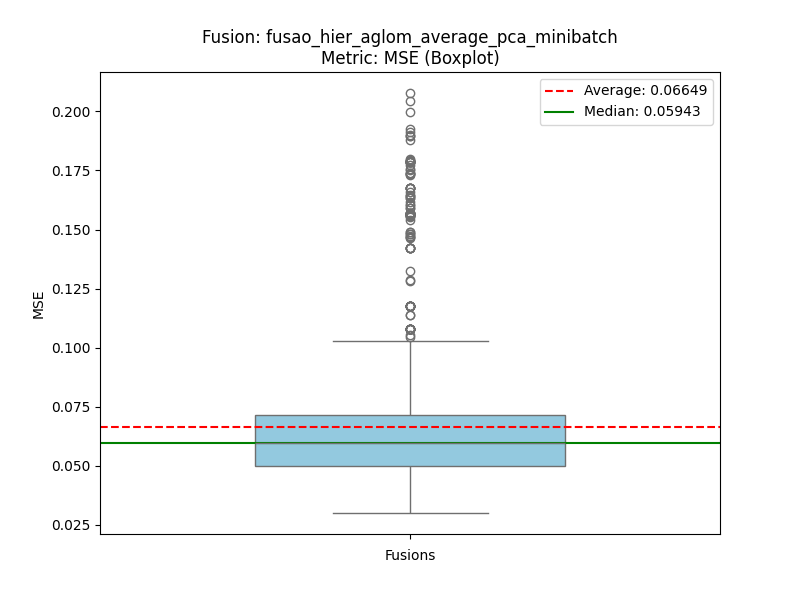 Fusion: fusao_hier_aglom_average_pca_minibatch
Metric: MSE (Boxplot)
Average: 0.06649
Median: 0.05943
0.200
0.175
0.150
0.125
0.100
0.075
0.050
0.025
MSE
Fusions